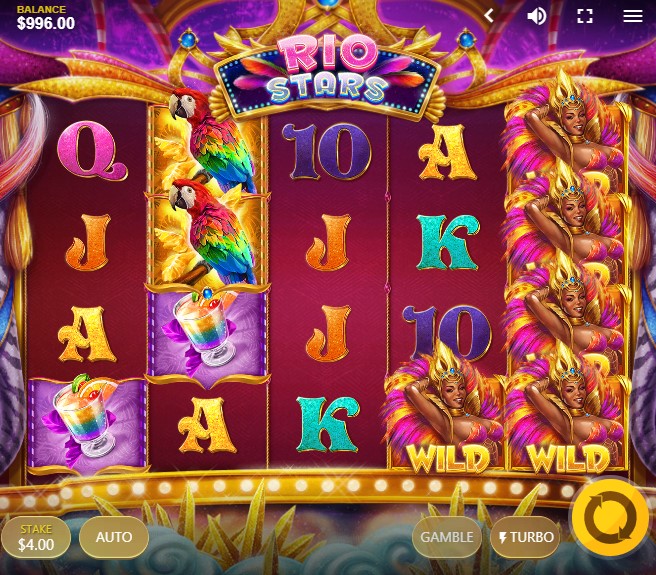 BALANCE
$996.00
RIO
STARS
Q
10
A
J
J
K
A
J
10
A
K
WILD
WILD
STAKE
$4.00
AUTO
GAMBLE
TURBO